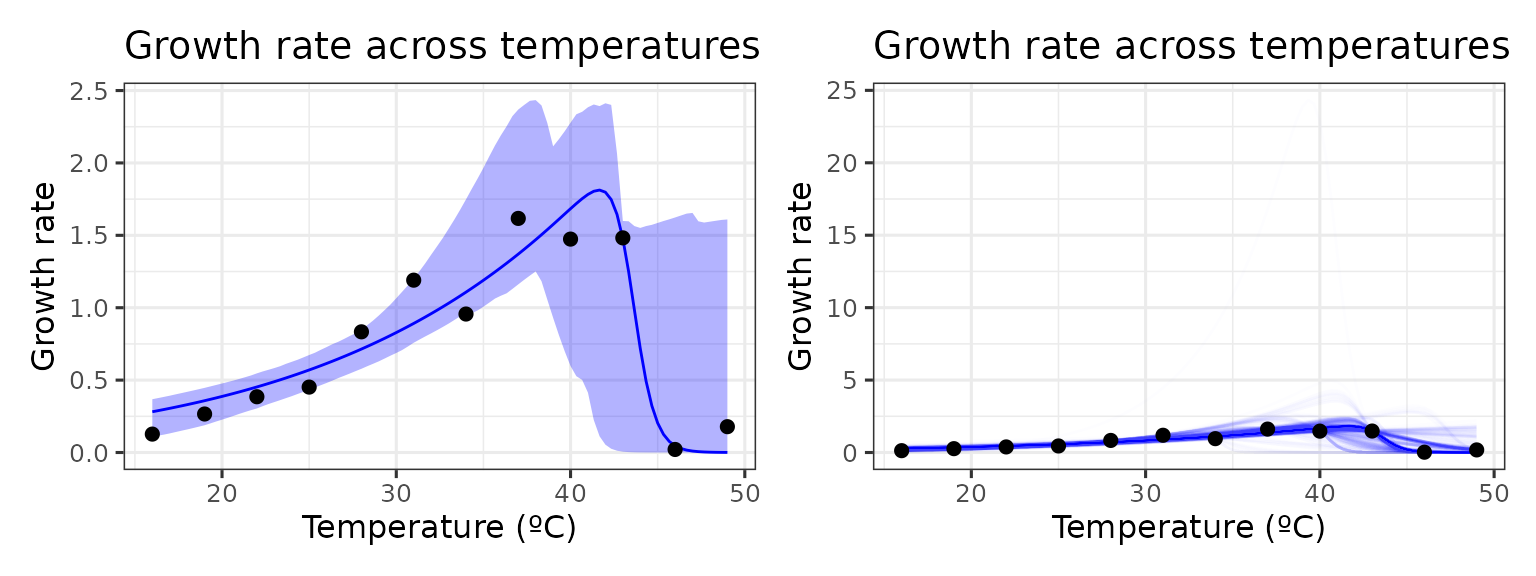 Growth rate across temperatures
Growth rate
2.5
2.0
1.5
1.0
0.5
0.0
20 30 40 50
Temperature (ºC)
Growth rate across temperatures
Growth rate
25
20
15
10
5
0
20 30 40 50
Temperature (ºC)